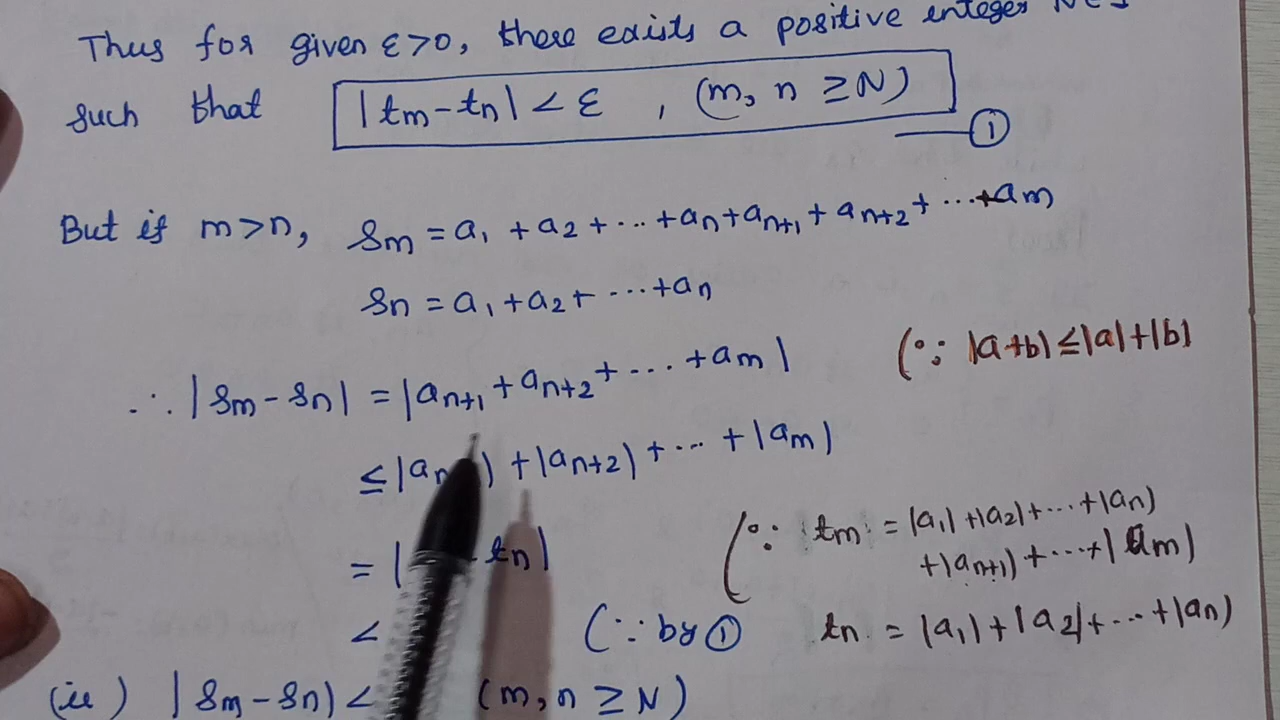 Thus for given ε>0, there exists a positive integer
such that |tm-tn| < ε , (m, n ≥ N)
①
But if m>n, Sm = a1 + a2 + ... + an + an+1 + an+2 + ... + am
Sn = a1 + a2 + ... + an
∴ |Sm - Sn| = |an+1 + an+2 + ... + am| (∵ |a+b| ≤ |a|+|b|
≤ |an ) + |an+2| + ... + |am|
= | - tn| (∵ tm = |a1| + |a2| + ... + |an|
+ |an+1| + ... + |am|
< (∵ by ① tn = |a1| + |a2| + ... + |an|
(ie) |Sm - Sn| < (m, n ≥ N)